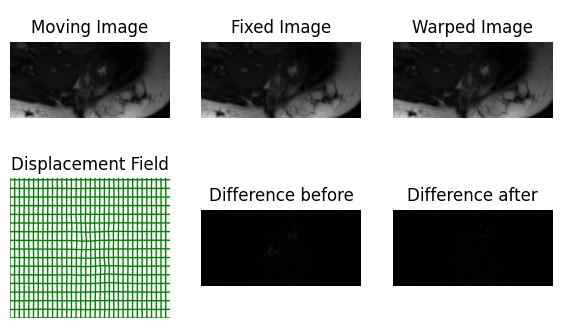 Moving Image
Fixed Image
Warped Image
Displacement Field
Difference before
Difference after